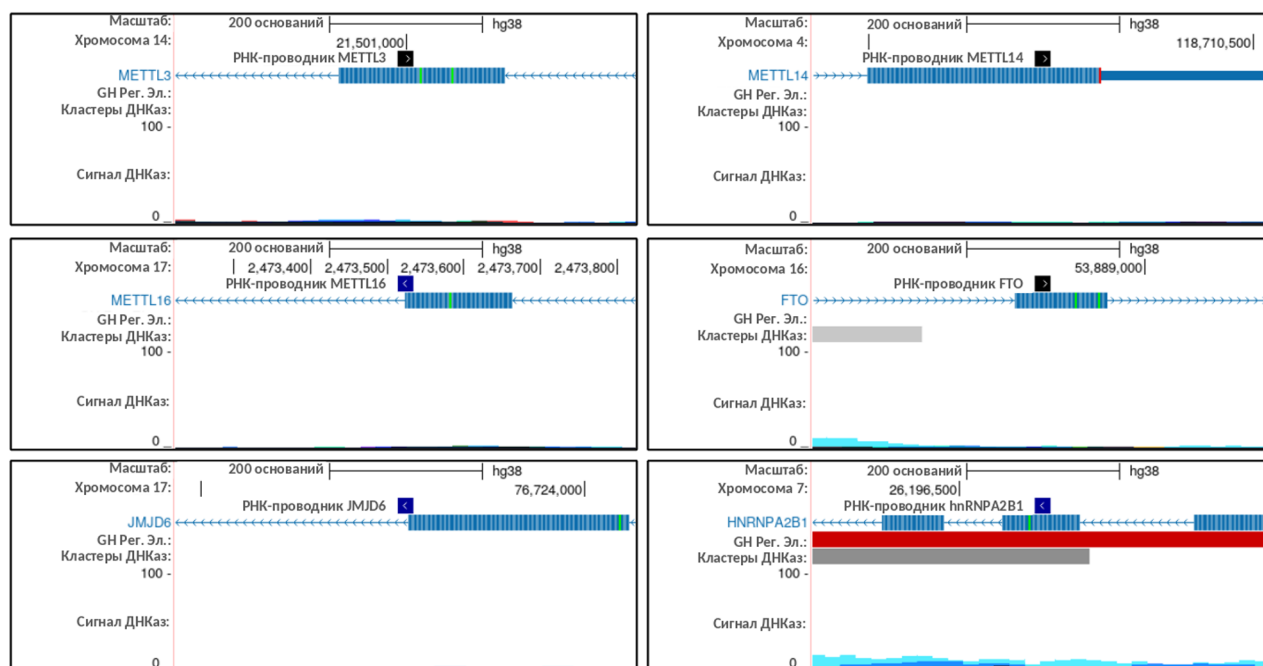 Масштаб: 200 оснований hg38
Хромосома 14: 21,501,000
РНК-проводник METTL3 >
METTL3
GH Рег. Эл.:
Кластеры ДНКаз:
100 -
Сигнал ДНКаз:
0 _
Масштаб: 200 оснований hg38
Хромосома 4: 118,710,500
РНК-проводник METTL14 >
METTL14
GH Рег. Эл.:
Кластеры ДНКаз:
100 -
Сигнал ДНКаз:
0 _
Масштаб: 200 оснований hg38
Хромосома 17: 2,473,400 2,473,500 2,473,600 2,473,700 2,473,800
РНК-проводник METTL16 <
METTL16
GH Рег. Эл.:
Кластеры ДНКаз:
100 -
Сигнал ДНКаз:
0 _
Масштаб: 200 оснований hg38
Хромосома 16: 53,889,000
РНК-проводник FTO >
FTO
GH Рег. Эл.:
Кластеры ДНКаз:
100 -
Сигнал ДНКаз:
0 _
Масштаб: 200 оснований hg38
Хромосома 17: 76,724,000
РНК-проводник JMJD6 <
JMJD6
GH Рег. Эл.:
Кластеры ДНКаз:
100 -
Сигнал ДНКаз:
0 _
Масштаб: 200 оснований hg38
Хромосома 7: 26,196,500
РНК-проводник hnRNPA2B1 <
HNRNPA2B1
GH Рег. Эл.:
Кластеры ДНКаз:
100 -
Сигнал ДНКаз:
0 _